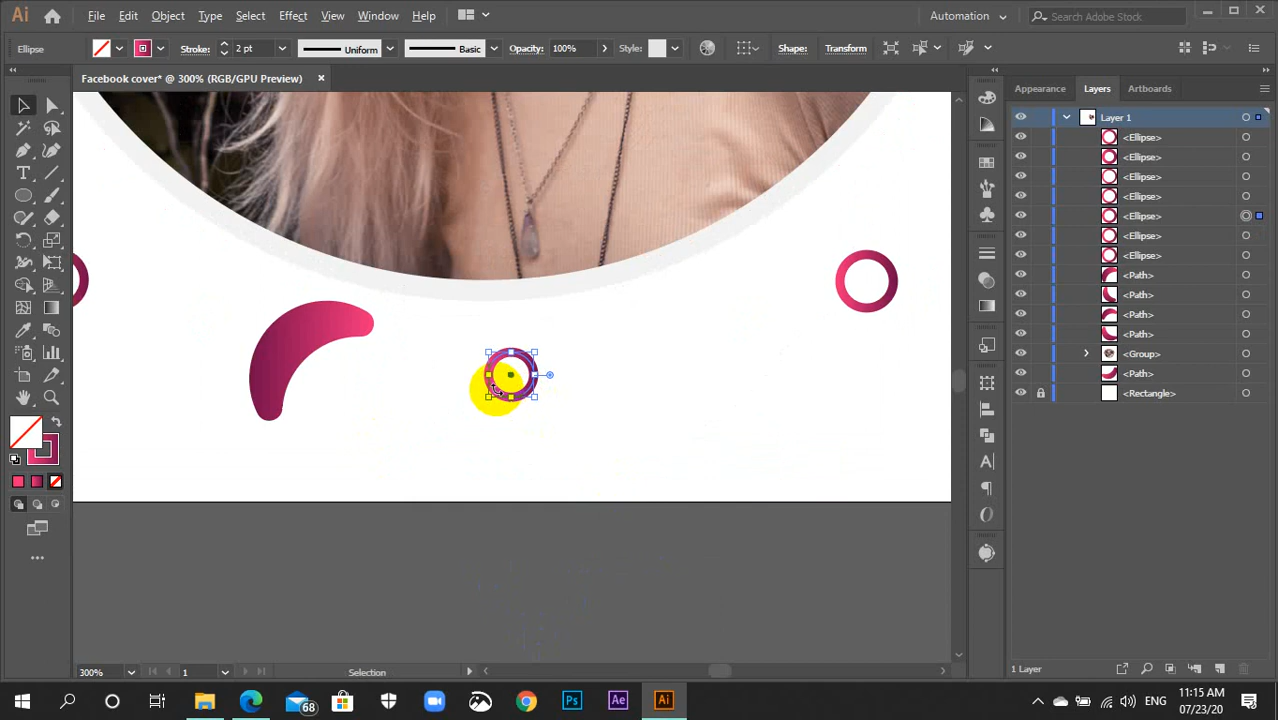 Ai File Edit Object Type Select Effect View Window Help Automation Search Adobe Stock
Ellipse Stroke: 2 pt Uniform Basic Opacity: 100% Style: Shape: Transform
Facebook cover* @ 300% (RGB/GPU Preview) ×
Appearance Layers Artboards
Layer 1
<Ellipse>
<Ellipse>
<Ellipse>
<Ellipse>
<Ellipse>
<Ellipse>
<Ellipse>
<Path>
<Path>
<Path>
<Path>
<Group>
<Path>
<Rectangle>
300% 1 Selection
1 Layer
68 Ps Ae Ai ENG
11:15 AM
07/23/20